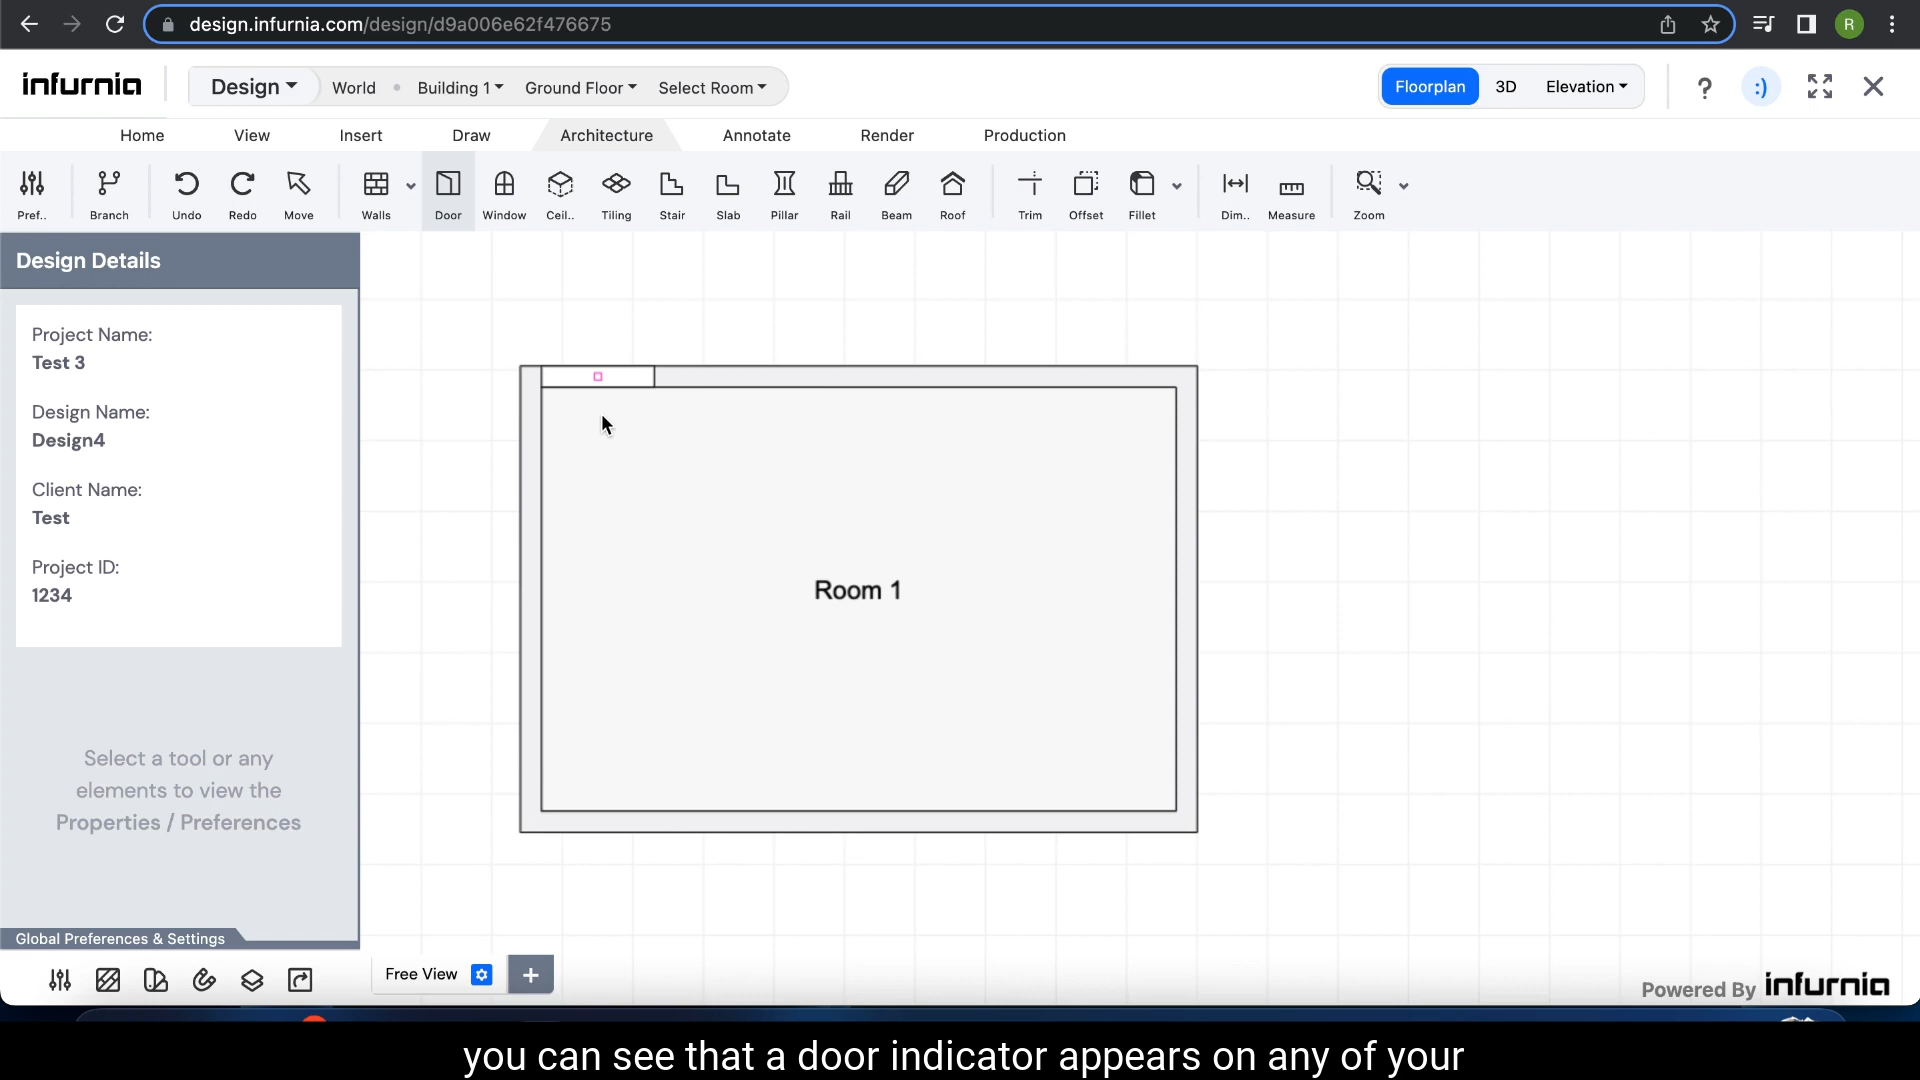 design.infurnia.com/design/d9a006e62f476675
R
infurnia
Design
World
Building 1
Ground Floor
Select Room
Floorplan
3D
Elevation
?
:)
Home
View
Insert
Draw
Architecture
Annotate
Render
Production
Pref..
Branch
Undo
Redo
Move
Walls
Door
Window
Ceil..
Tiling
Stair
Slab
Pillar
Rail
Beam
Roof
Trim
Offset
Fillet
Dim..
Measure
Zoom
Design Details
Project Name:
Test 3
Design Name:
Design4
Client Name:
Test
Project ID:
1234
Select a tool or any
elements to view the
Properties / Preferences
Global Preferences & Settings
Room 1
Free View
+
Powered By infurnia
you can see that a door indicator appears on any of your